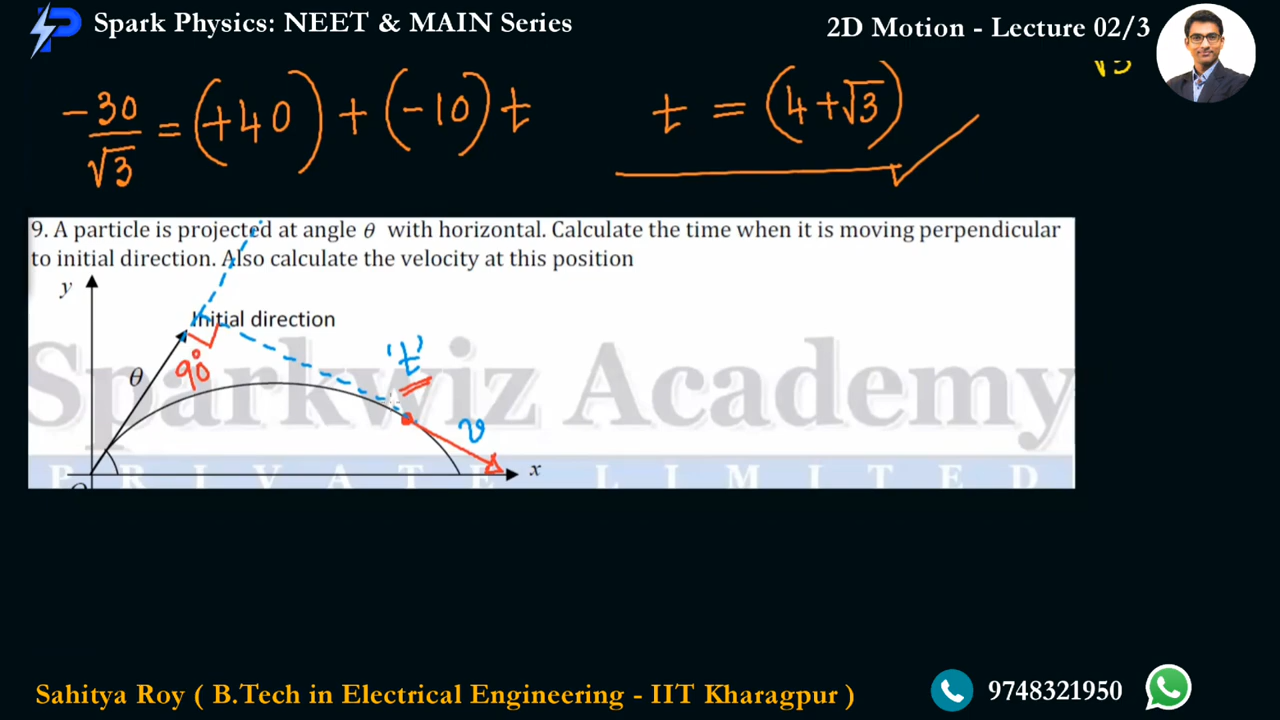 Spark Physics: NEET & MAIN Series
2D Motion - Lecture 02/3
√3
-30/√3 = (+40) + (-10)t
t = (4+√3)
9. A particle is projected at angle θ with horizontal. Calculate the time when it is moving perpendicular
to initial direction. Also calculate the velocity at this position
y
Initial direction
't'
θ
90°
v
x
Sparkwiz Academy
PRIVATE LIMITED
Sahitya Roy ( B.Tech in Electrical Engineering - IIT Kharagpur )
9748321950